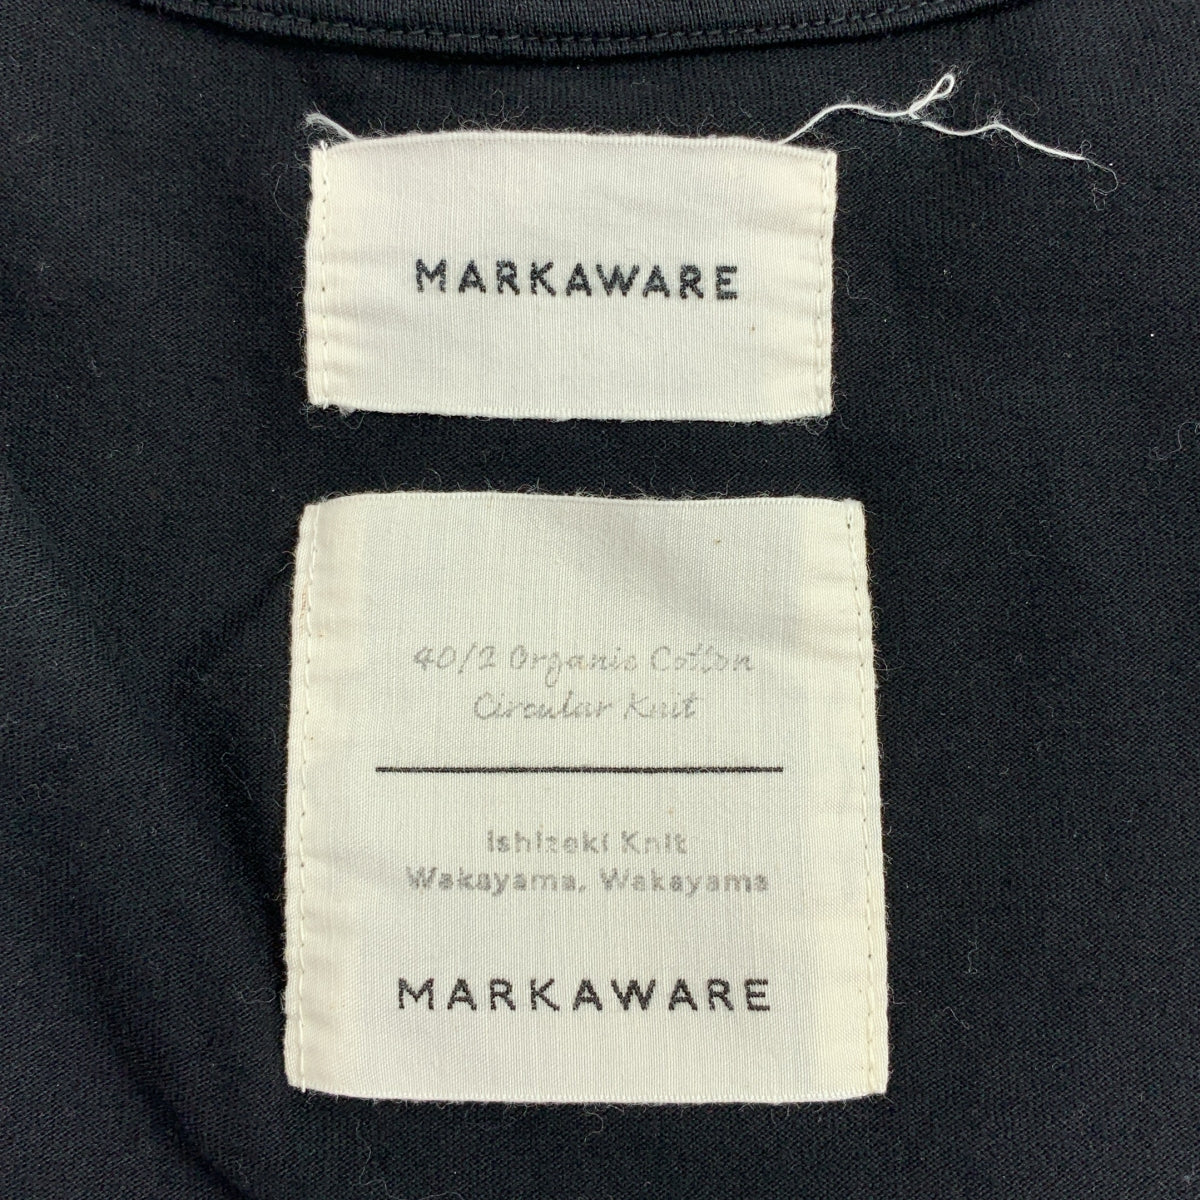 MARKAWARE
40/2 Organic Cotton
Circular Knit
Ishizeki Knit
Wakayama, Wakayama
MARKAWARE